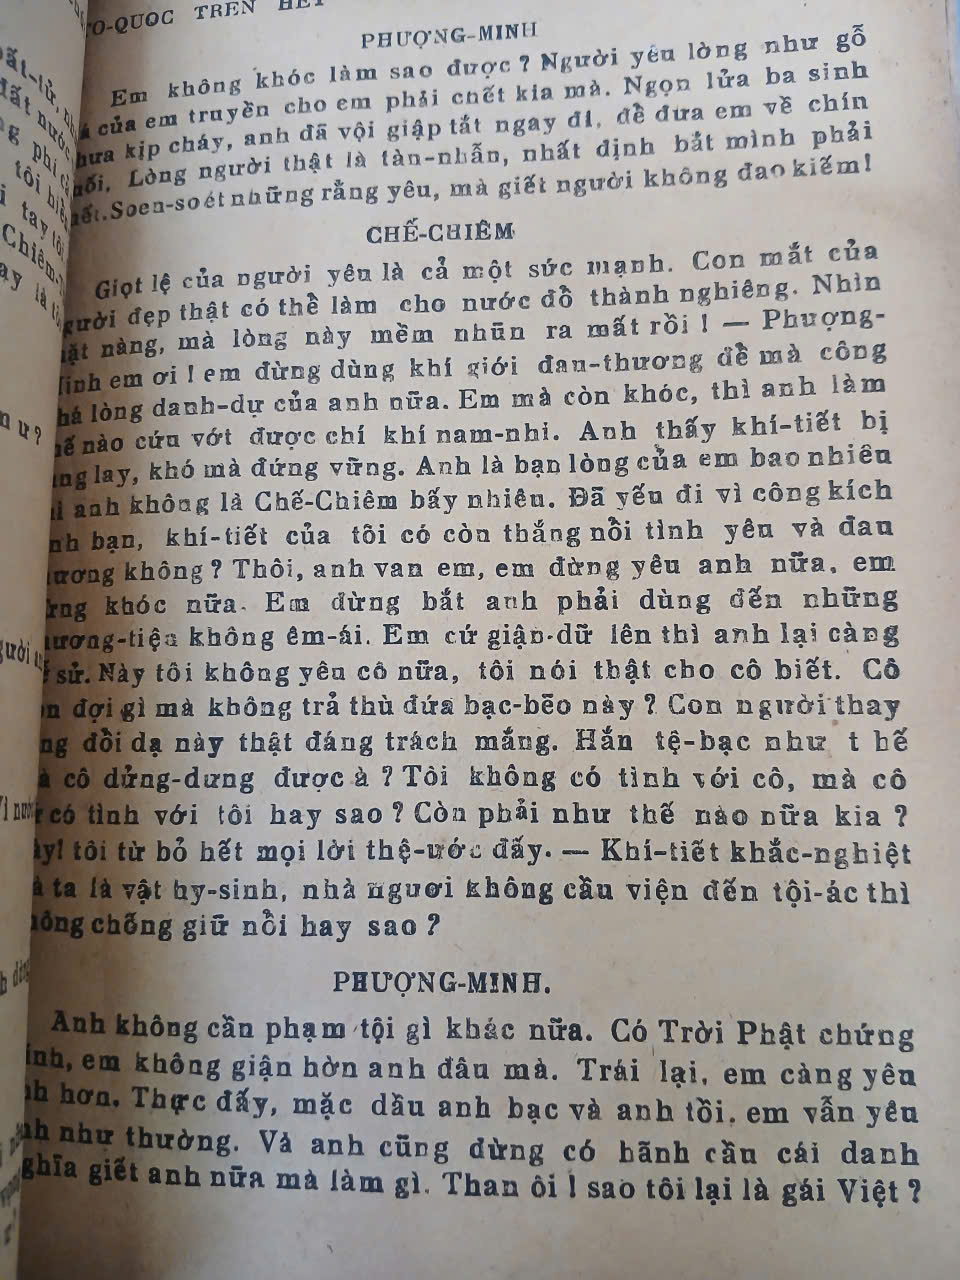 TỔ-QUỐC TRÊN HẾT
PHƯỢNG-MINH
Em không khóc làm sao được ? Người yêu lòng như gỗ
đá của em truyền cho em phải chết kia mà. Ngọn lửa ba sinh
chưa kịp cháy, anh đã vội giập tắt ngay đi, để đưa em về chín
suối. Lòng người thật là tàn-nhẫn, nhất định bắt mình phải
chết. Soen-soét những rằng yêu, mà giết người không đao kiếm!
CHẾ-CHIÊM
Giọt lệ của người yêu là cả một sức mạnh. Con mắt của
người đẹp thật có thể làm cho nước đổ thành nghiêng. Nhìn
mặt nàng, mà lòng này mềm nhũn ra mất rồi ! — Phượng-
Minh em ơi ! em đừng dùng khí giới đan-thương để mà công
phá lòng danh-dự của anh nữa. Em mà còn khóc, thì anh làm
thế nào cứu vớt được chí khí nam-nhi. Anh thấy khí-tiết bị
lung lay, khó mà đứng vững. Anh là bạn lòng của em bao nhiêu
thì anh không là Chế-Chiêm bấy nhiêu. Đã yếu đi vì công kích
tình bạn, khí-tiết của tôi có còn thắng nổi tình yêu và đau
thương không ? Thôi, anh van em, em đừng yêu anh nữa, em
đừng khóc nữa. Em đừng bắt anh phải dùng đến những
phương-tiện không êm-ái. Em cứ giận-dữ lên thì anh lại càng
sử. Này tôi không yên cô nữa, tôi nói thật cho cô biết. Cô
còn đợi gì mà không trả thù đứa bạc-bẽo này ? Con người thay
lòng đổi dạ này thật đáng trách mắng. Hắn tệ-bạc như t hế
mà cô dửng-dưng được à ? Tôi không có tình với cô, mà cô
có tình với tôi hay sao ? Còn phải như thế nào nữa kia ?
Đây! tôi từ bỏ hết mọi lời thệ-ước đấy. — Khí-tiết khắc-nghiệt
mà ta là vật hy-sinh, nhà ngươi không cầu viện đến tội-ác thì
không chống giữ nổi hay sao ?
PHƯỢNG-MINH.
Anh không cần phạm tội gì khác nữa. Có Trời Phật chứng
minh, em không giận hờn anh đâu mà. Trái lại, em càng yêu
anh hơn. Thực đấy, mặc dầu anh bạc và anh tồi, em vẫn yêu
anh như thường. Và anh cũng đừng có hãnh cầu cái danh
nghĩa giết anh nữa mà làm gì. Than ôi ! sao tôi lại là gái Việt ?